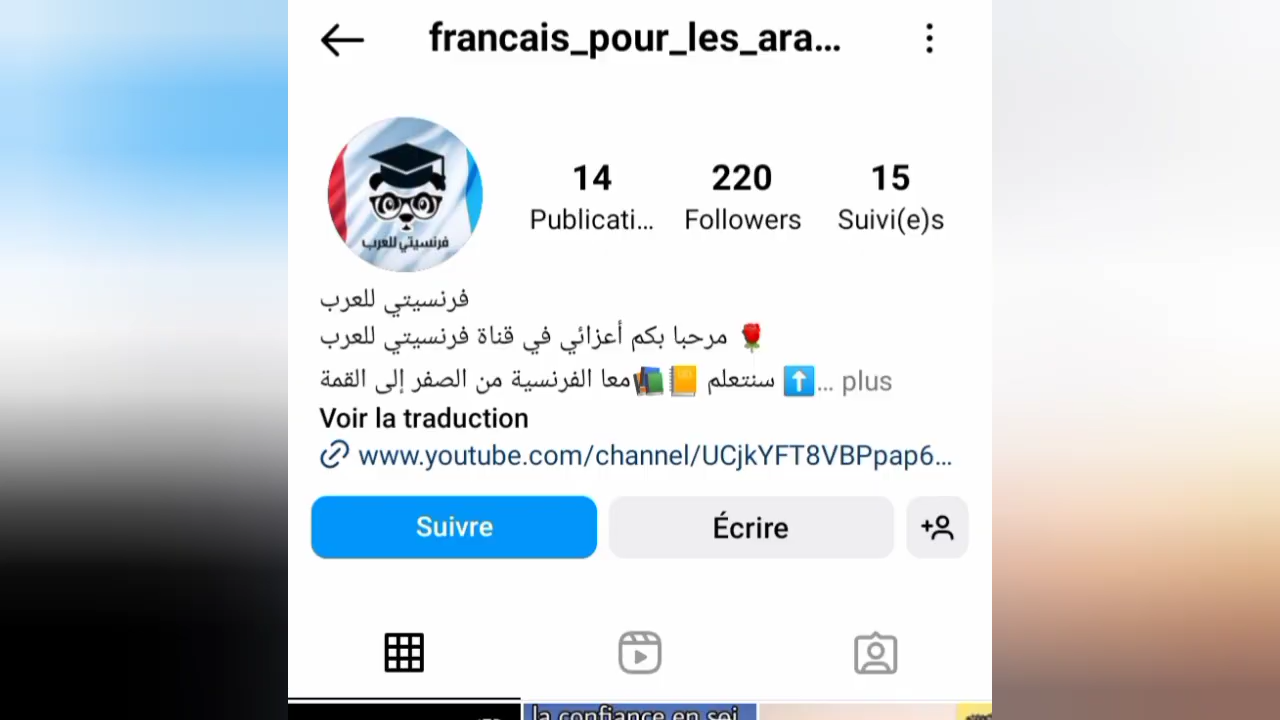 francais_pour_les_ara...
14
220
15
Publicati...
Followers
Suivi(e)s
فرنسيتي للعرب
فرنسيتي للعرب
🌹 مرحبا بكم أعزائي في قناة فرنسيتي للعرب
⬆️ سنتعلم 📒📚معا الفرنسية من الصفر إلى القمة... plus
Voir la traduction
www.youtube.com/channel/UCjkYFT8VBPpap6...
Suivre
Écrire
la confiance en soi